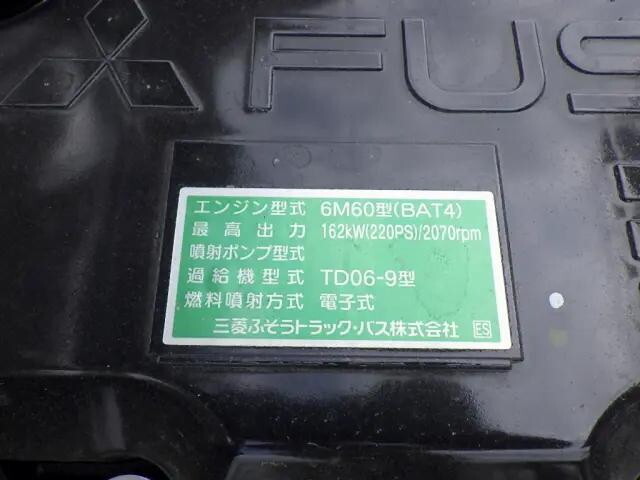 FUS
エンジン型式 6M60型(BAT4)
最高出力 162kW(220PS)/2070rpm
噴射ポンプ型式
過給機型式 TD06-9型
燃料噴射方式 電子式
三菱ふそうトラック・バス株式会社 ES